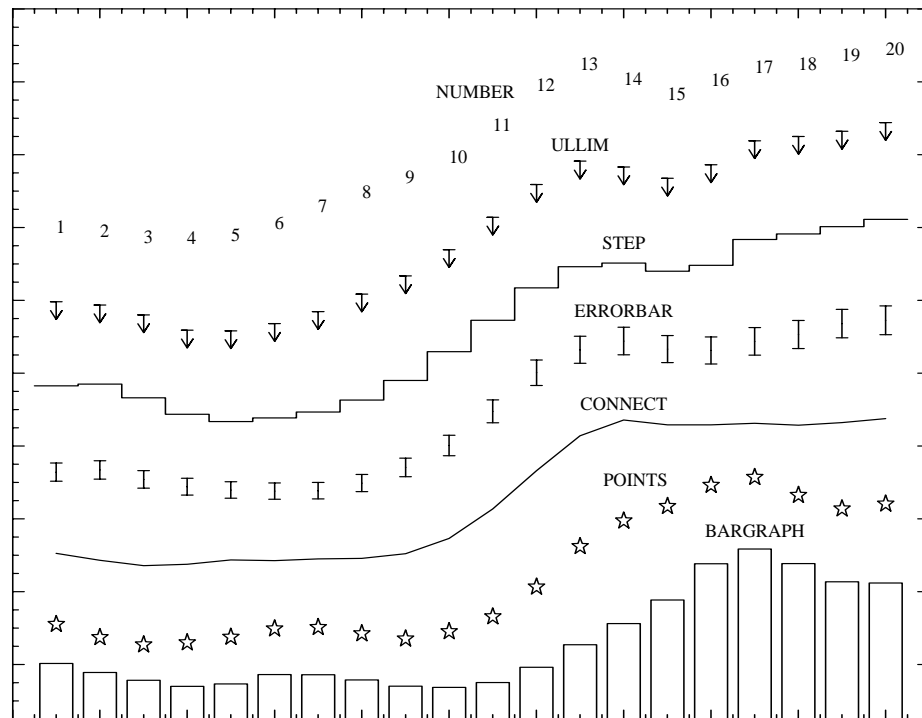 NUMBER
1 2 3 4 5 6 7 8 9 10 11 12 13 14 15 16 17 18 19 20
ULLIM
STEP
ERRORBAR
CONNECT
POINTS
BARGRAPH